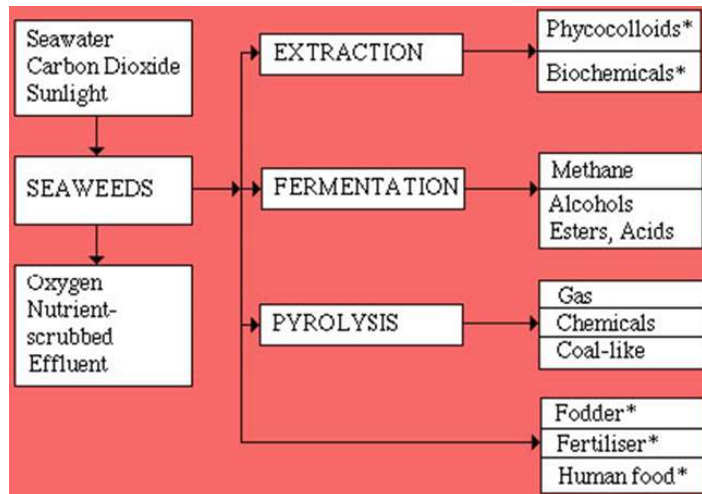 Seawater
Carbon Dioxide
Sunlight
SEAWEEDS
Oxygen
Nutrient-
scrubbed
Effluent
EXTRACTION
FERMENTATION
PYROLYSIS
Phycocolloids*
Biochemicals*
Methane
Alcohols
Esters, Acids
Gas
Chemicals
Coal-like
Fodder*
Fertiliser*
Human food*